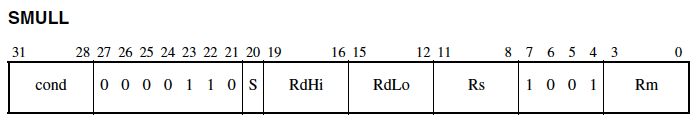 SMULL
31 28 27 26 25 24 23 22 21 20 19 16 15 12 11 8 7 6 5 4 3 0
cond 0 0 0 0 1 1 0 S RdHi RdLo Rs 1 0 0 1 Rm